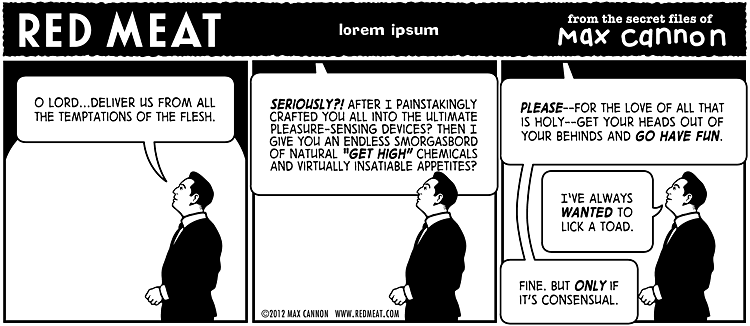 RED MEAT
lorem ipsum
from the secret files of
Max cannon
O LORD...DELIVER US FROM ALL
THE TEMPTATIONS OF THE FLESH.
SERIOUSLY?! AFTER I PAINSTAKINGLY
CRAFTED YOU ALL INTO THE ULTIMATE
PLEASURE-SENSING DEVICES? THEN I
GIVE YOU AN ENDLESS SMORGASBORD
OF NATURAL "GET HIGH" CHEMICALS
AND VIRTUALLY INSATIABLE APPETITES?
©2012 MAX CANNON WWW.REDMEAT.COM
PLEASE--FOR THE LOVE OF ALL THAT
IS HOLY--GET YOUR HEADS OUT OF
YOUR BEHINDS AND GO HAVE FUN.
I'VE ALWAYS
WANTED TO
LICK A TOAD.
FINE. BUT ONLY IF
IT'S CONSENSUAL.